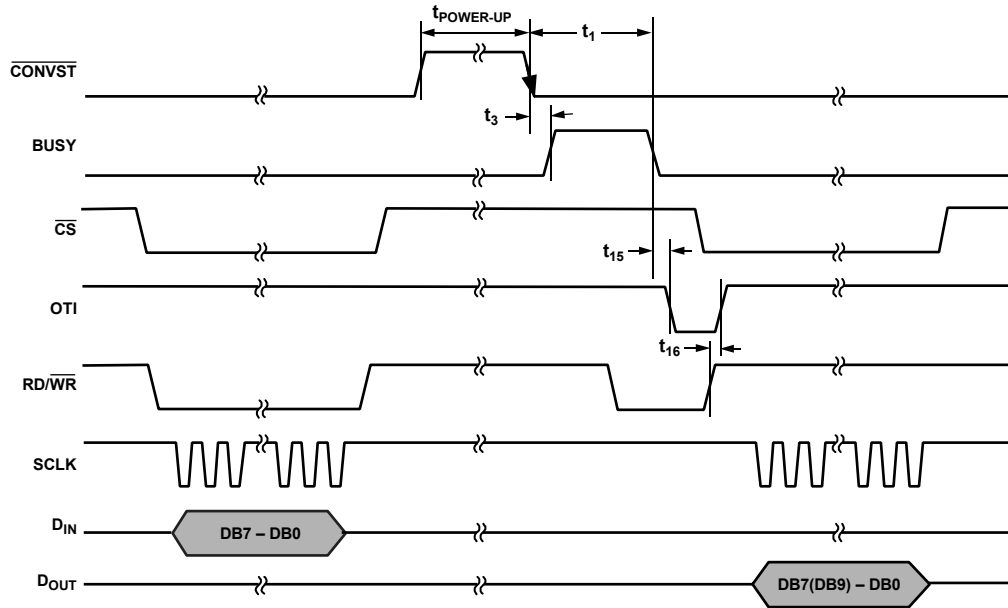 tPOWER-UP
t1
CONVST
t3
BUSY
CS
t15
OTI
t16
RD/WR
SCLK
DIN
DB7 – DB0
DOUT
DB7(DB9) – DB0